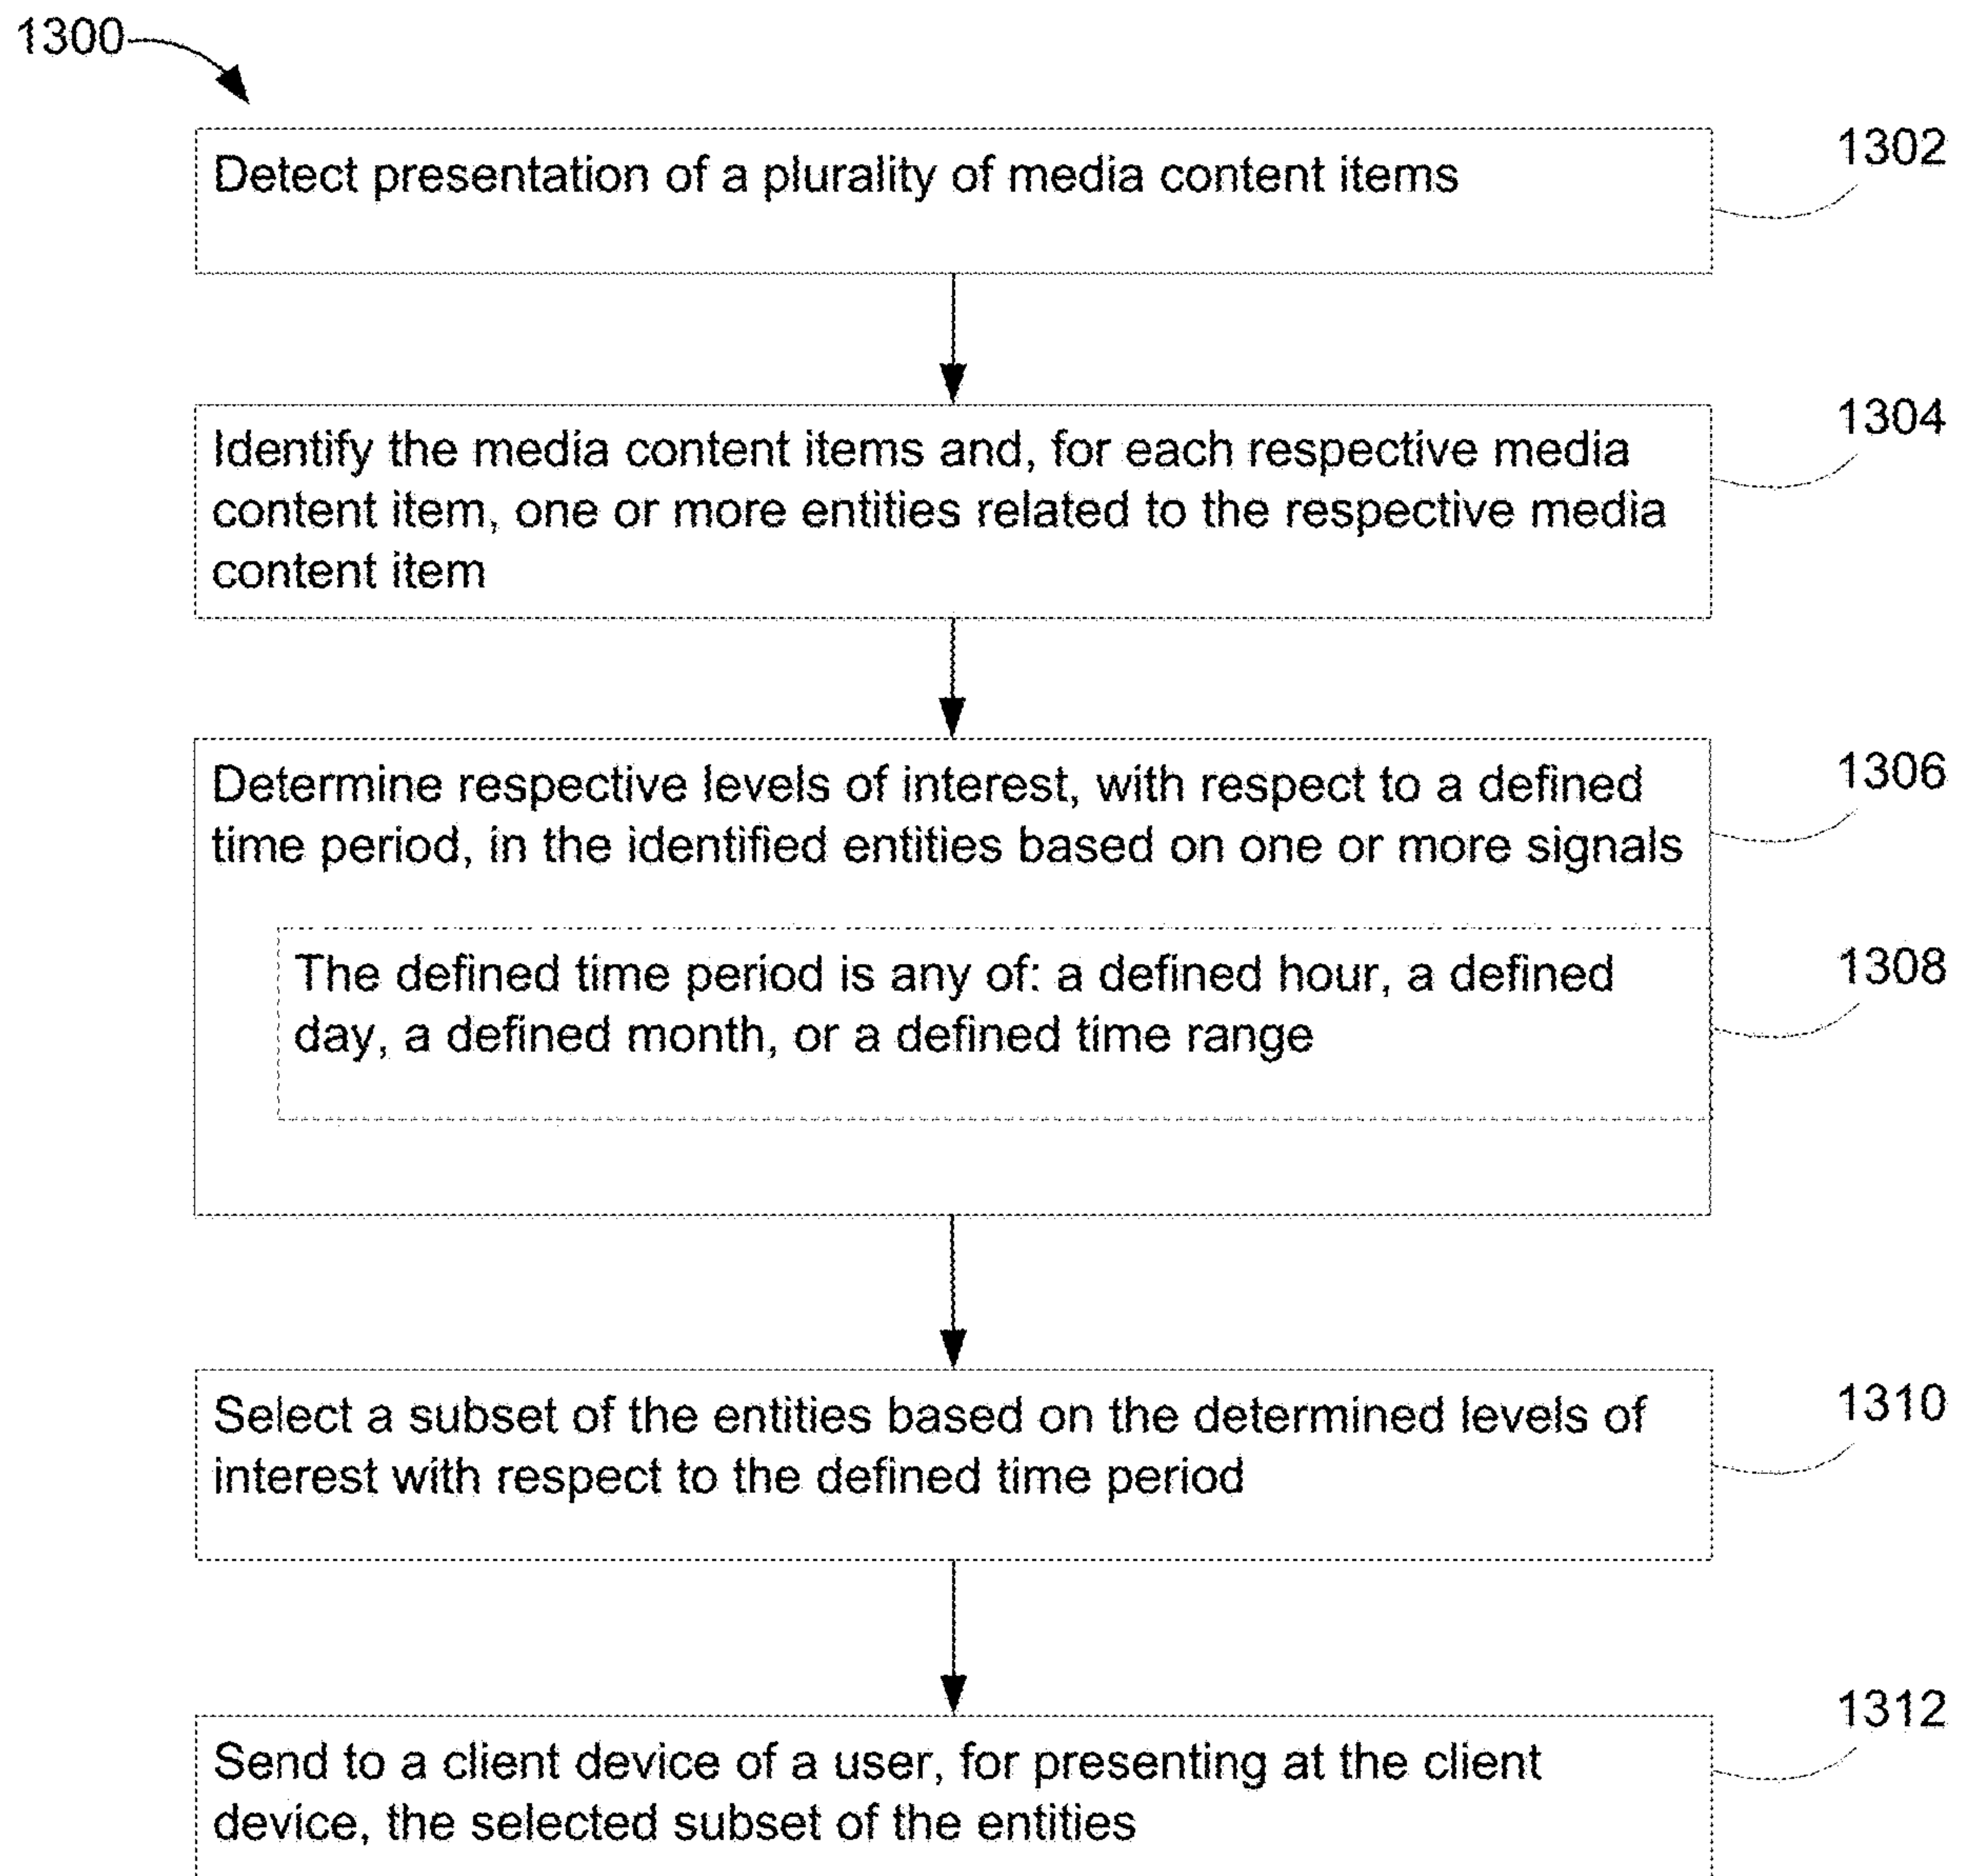 1300
Detect presentation of a plurality of media content items
1302
Identify the media content items and, for each respective media
content item, one or more entities related to the respective media
content item
1304
Determine respective levels of interest, with respect to a defined
time period, in the identified entities based on one or more signals
1306
The defined time period is any of: a defined hour, a defined
day, a defined month, or a defined time range
1308
Select a subset of the entities based on the determined levels of
interest with respect to the defined time period
1310
Send to a client device of a user, for presenting at the client
device, the selected subset of the entities
1312